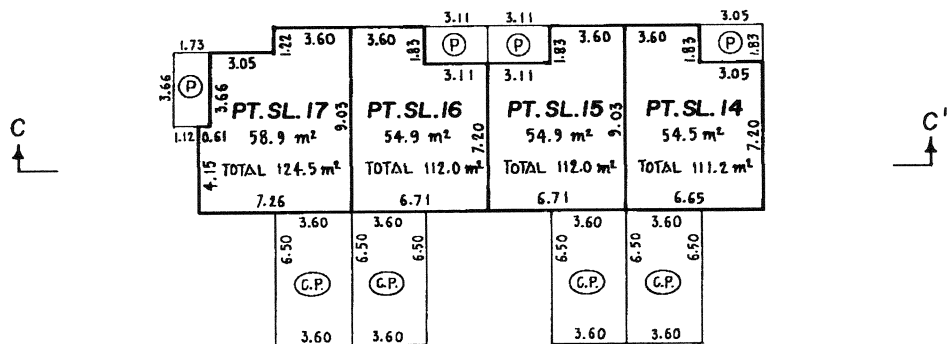 3.11 3.11 3.05
1.73 1.22 3.60 3.60 1.83 P P 1.83 3.60 3.60 1.83 P 1.83
3.05 3.11 3.11 3.05
3.66 P 3.66
PT.SL.17 PT.SL.16 PT.SL.15 PT.SL.14
9.03 7.20 9.03 7.20
1.12 0.61 58.9 m² 54.9 m² 54.9 m² 54.5 m²
C C'
4.15 TOTAL 124.5 m² TOTAL 112.0 m² TOTAL 112.0 m² TOTAL 111.2 m²
7.26 6.71 6.71 6.65
3.60 3.60 3.60 3.60
6.50 6.50 6.50 6.50 6.50 6.50
C.P. C.P. C.P. C.P.
3.60 3.60 3.60 3.60